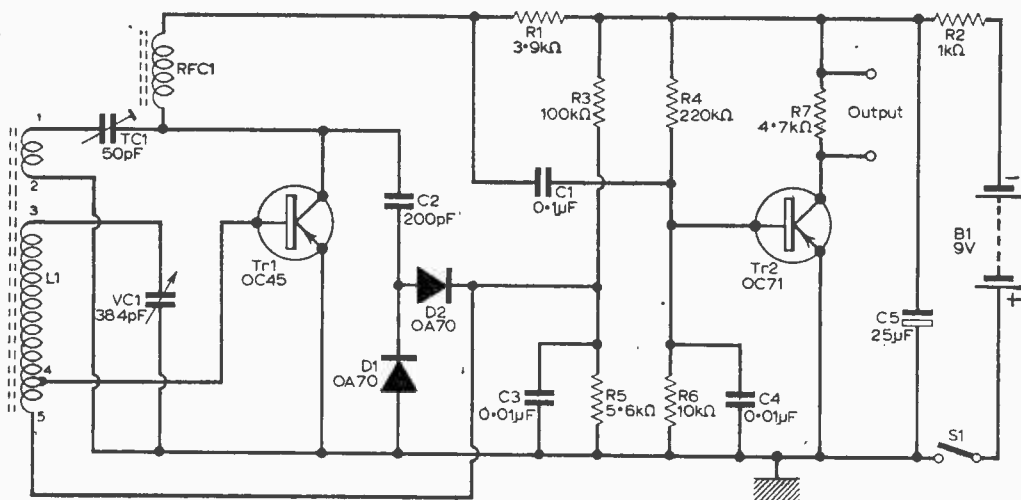 R1
3·9kΩ
R2
1kΩ
RFC1
R3
100kΩ
R4
220kΩ
R7
4·7kΩ
Output
1
TC1
50pF
2
3
C1
0·1µF
C2
200pF
−
B1
9V
+
L1
Tr1
OC45
Tr2
OC71
VC1
384pF
D2
OA70
C5
25µF
4
D1
OA70
5
C3
0·01µF
R5
5·6kΩ
R6
10kΩ
C4
0·01µF
S1